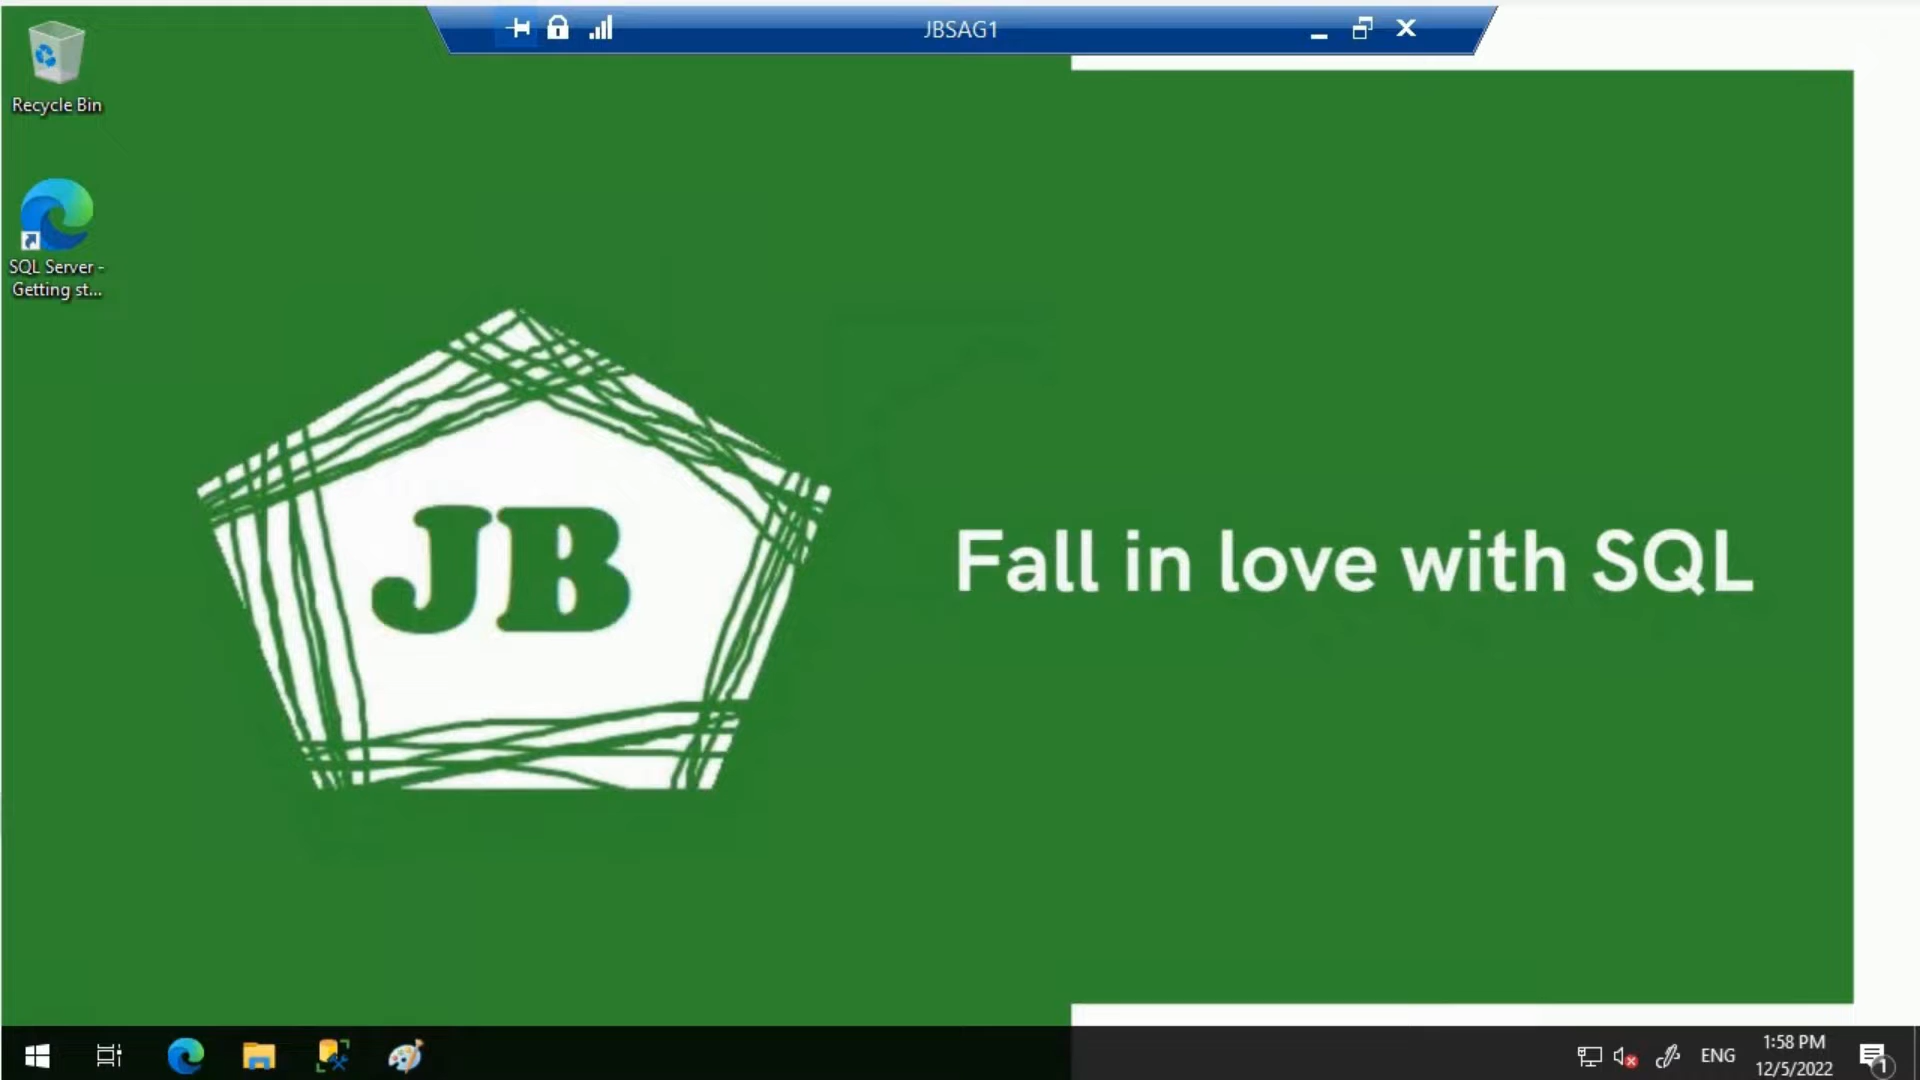 JBSAG1
Recycle Bin
SQL Server -
Getting st...
JB
Fall in love with SQL
ENG
1:58 PM
12/5/2022
1